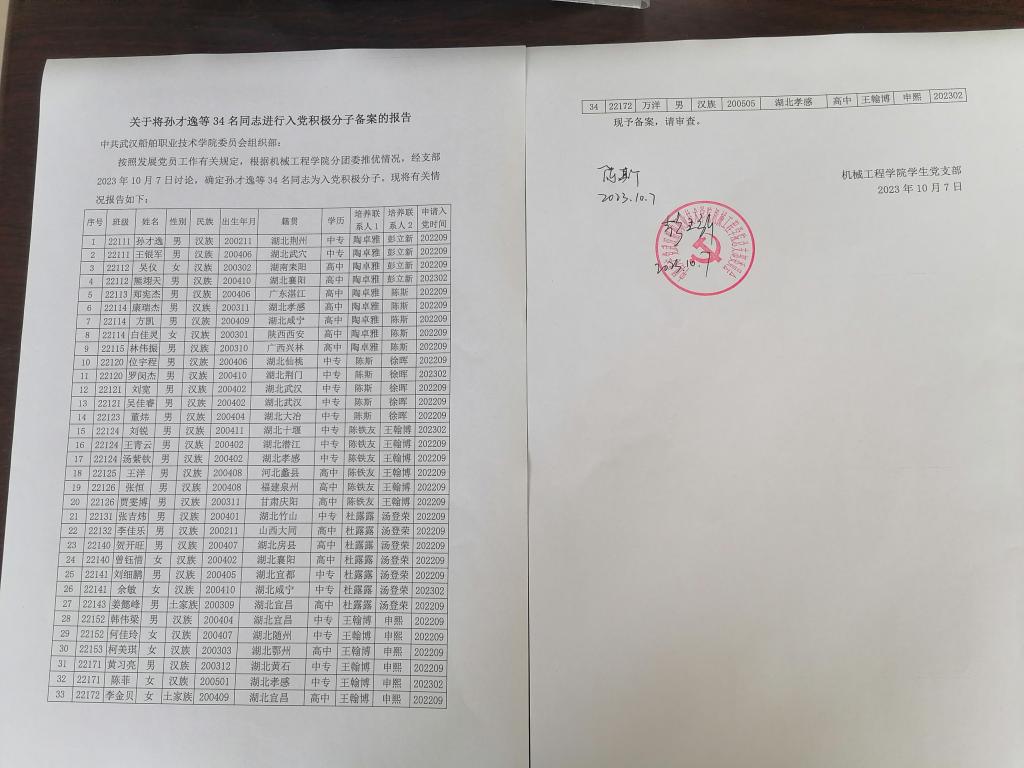 关于将孙才逸等 34 名同志进行入党积极分子备案的报告
中共武汉船舶职业技术学院委员会组织部：
按照发展党员工作有关规定，根据机械工程学院分团委推优情况，经支部
2023 年 10 月 7 日讨论，确定孙才逸等 34 名同志为入党积极分子。现将有关情
况报告如下：
序号 班级 姓名 性别 民族 出生年月 籍贯 学历 培养联系人 1 培养联系人 2 申请入党时间
1 22111 孙才逸 男 汉族 200211 湖北荆州 中专 陶卓雅 彭立新 202209
2 22111 王银军 男 汉族 200406 湖北武穴 中专 陶卓雅 彭立新 202209
3 22112 吴仪 女 汉族 200302 湖南耒阳 高中 陶卓雅 彭立新 202209
4 22112 熊翊天 男 汉族 200410 湖北襄阳 高中 陶卓雅 彭立新 202302
5 22113 郑宪杰 男 汉族 200406 广东湛江 高中 陶卓雅 陈斯 202209
6 22114 康瑞杰 男 汉族 200311 湖北孝感 高中 陶卓雅 陈斯 202209
7 22114 方凯 男 汉族 200409 湖北咸宁 高中 陶卓雅 陈斯 202209
8 22114 白佳灵 女 汉族 200301 陕西西安 高中 陶卓雅 陈斯 202209
9 22115 林伟振 男 汉族 200310 广西兴林 高中 陶卓雅 陈斯 202209
10 22120 位宇程 男 汉族 200406 湖北仙桃 中专 陈斯 徐晖 202209
11 22120 罗闵杰 男 汉族 200410 湖北荆门 中专 陈斯 徐晖 202302
12 22121 刘宽 男 汉族 200402 湖北武汉 中专 陈斯 徐晖 202209
13 22121 吴佳睿 男 汉族 200402 湖北武汉 中专 陈斯 徐晖 202209
14 22123 董炜 男 汉族 200404 湖北大冶 中专 陈斯 徐晖 202209
15 22124 刘锐 男 汉族 200411 湖北十堰 中专 陈铁友 王翰博 202302
16 22124 王青云 男 汉族 200402 湖北潜江 中专 陈铁友 王翰博 202209
17 22124 汤紫钦 男 汉族 200402 湖北孝感 中专 陈铁友 王翰博 202209
18 22125 王洋 男 汉族 200408 河北蠡县 高中 陈铁友 王翰博 202209
19 22126 张恒 男 汉族 200408 福建泉州 高中 陈铁友 王翰博 202209
20 22126 贾雯博 男 汉族 200311 甘肃庆阳 高中 陈铁友 王翰博 202209
21 22131 张吉炜 男 汉族 200401 湖北竹山 中专 杜露露 汤登荣 202209
22 22132 李佳乐 男 汉族 200211 山西大同 高中 杜露露 汤登荣 202209
23 22140 贺开旺 男 汉族 200407 湖北房县 高中 杜露露 汤登荣 202209
24 22140 曾钰惜 女 汉族 200402 湖北襄阳 高中 杜露露 汤登荣 202209
25 22141 刘细鹏 男 汉族 200405 湖北宜都 中专 杜露露 汤登荣 202209
26 22141 余敏 女 汉族 200410 湖北咸宁 中专 杜露露 汤登荣 202302
27 22143 姜懿峰 男 土家族 200309 湖北宜昌 高中 杜露露 汤登荣 202209
28 22152 韩伟梁 男 汉族 200404 湖北宜昌 中专 王翰博 申熙 202209
29 22152 何佳玲 女 汉族 200407 湖北随州 中专 王翰博 申熙 202209
30 22153 柯美琪 女 汉族 200303 湖北鄂州 高中 王翰博 申熙 202209
31 22171 黄习亮 男 汉族 200312 湖北黄石 中专 王翰博 申熙 202209
32 22171 陈菲 女 汉族 200501 湖北孝感 中专 王翰博 申熙 202302
33 22172 李金贝 女 土家族 200409 湖北宜昌 高中 王翰博 申熙 202209
34 22172 万洋 男 汉族 200505 湖北孝感 高中 王翰博 申熙 202302
现予备案，请审查。
陈斯
2023.10.7
机械工程学院学生党支部
2023 年 10 月 7 日
2023.10.7